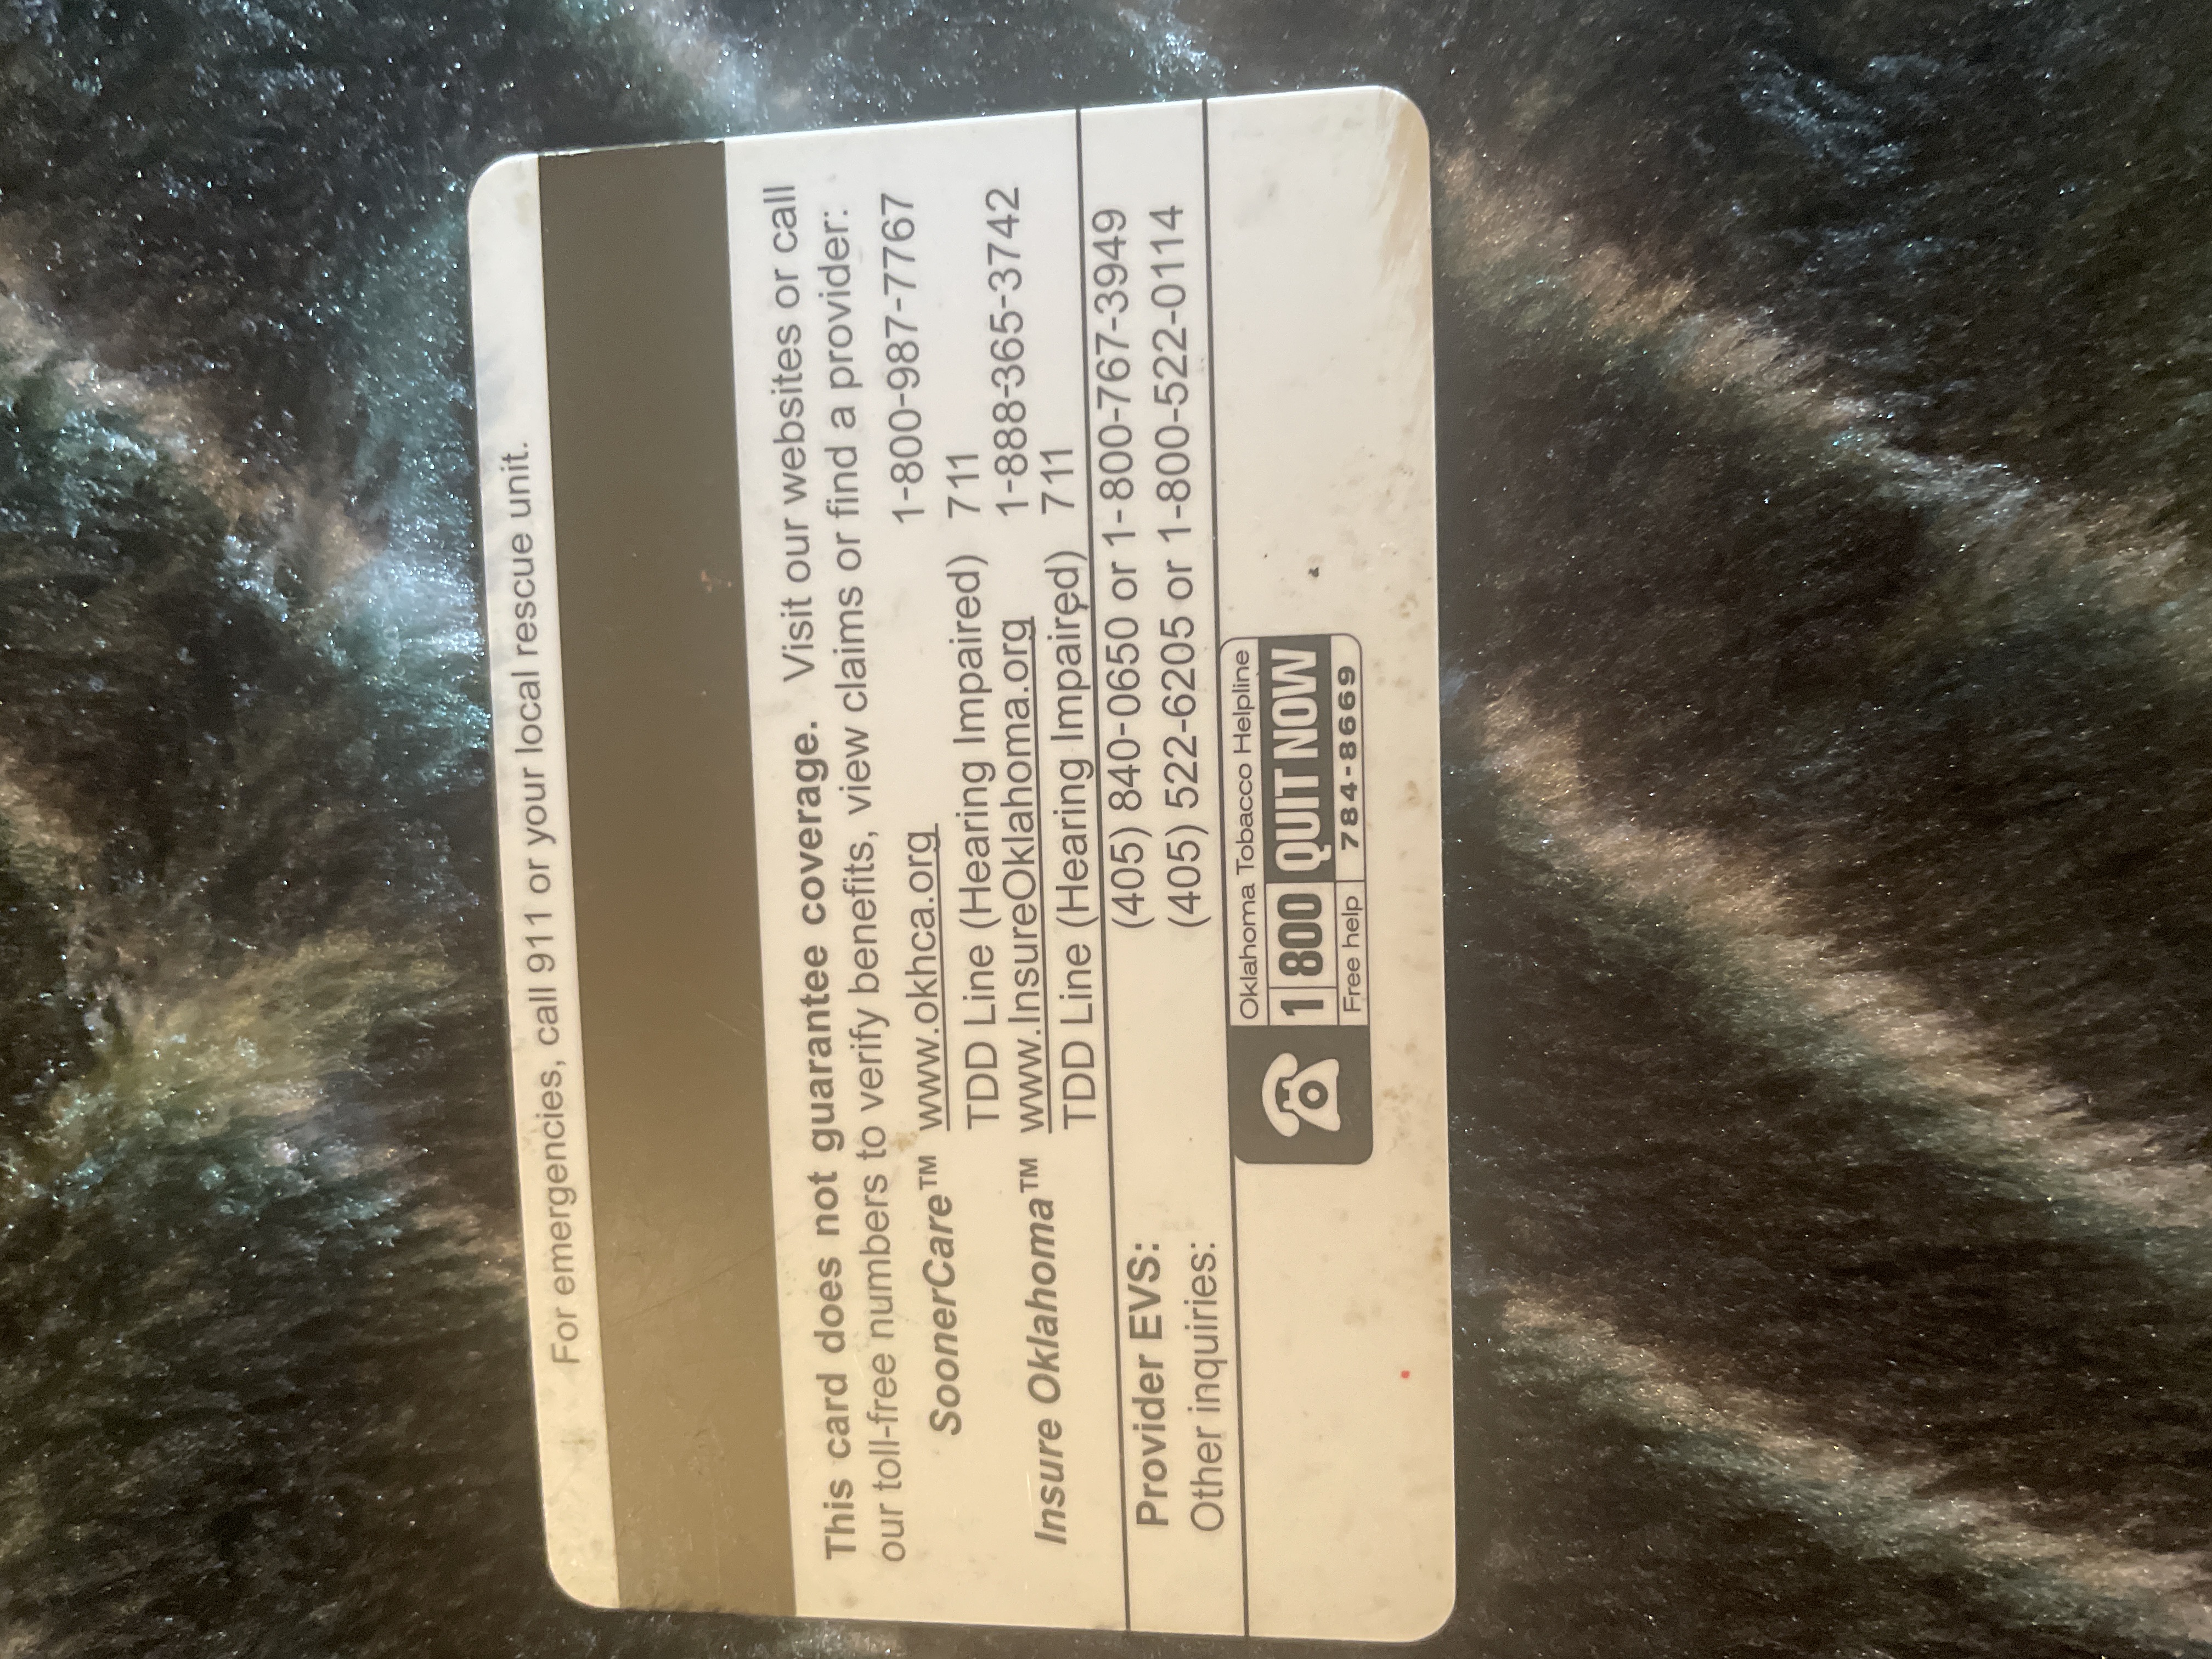 For emergencies, call 911 or your local rescue unit.
This card does not guarantee coverage. Visit our websites or call
our toll-free numbers to verify benefits, view claims or find a provider:
SoonerCare™ www.okhca.org 1-800-987-7767
TDD Line (Hearing Impaired) 711
Insure Oklahoma™ www.InsureOklahoma.org 1-888-365-3742
TDD Line (Hearing Impaired) 711
Provider EVS: (405) 840-0650 or 1-800-767-3949
Other inquiries: (405) 522-6205 or 1-800-522-0114
Oklahoma Tobacco Helpline
1 800 QUIT NOW
Free help 784-8669